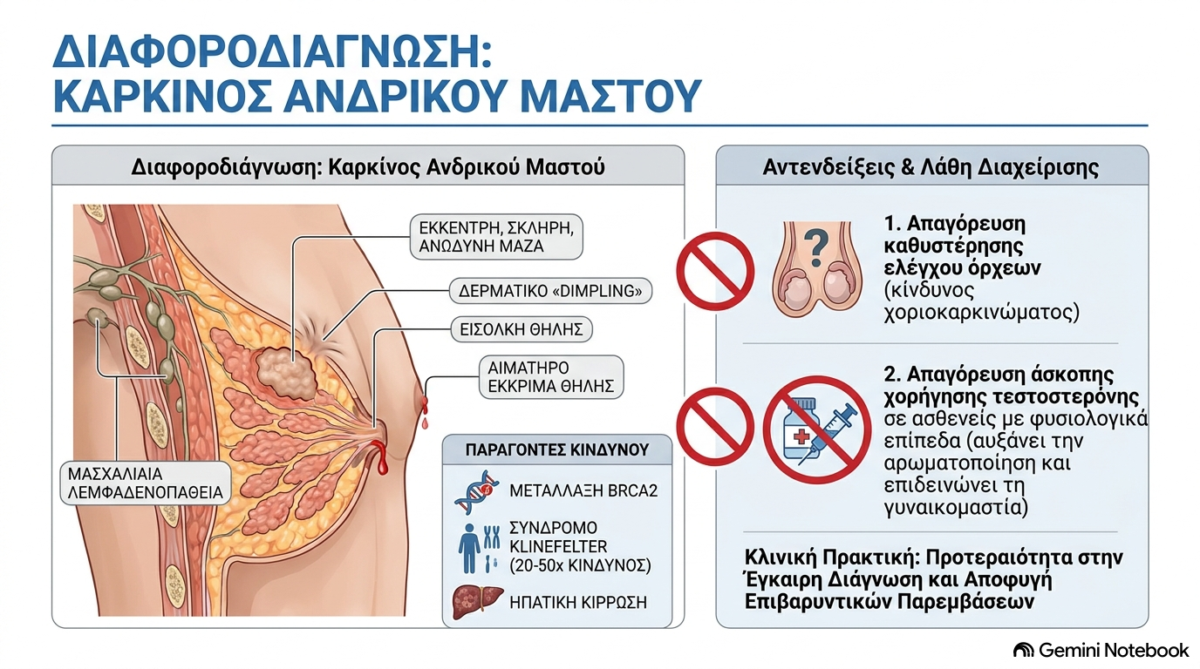 ΔΙΑΦΟΡΟΔΙΑΓΝΩΣΗ:
ΚΑΡΚΙΝΟΣ ΑΝΔΡΙΚΟΥ ΜΑΣΤΟΥ
Διαφοροδιάγνωση: Καρκίνος Ανδρικού Μαστού
ΕΚΚΕΝΤΡΗ, ΣΚΛΗΡΗ,
ΑΝΩΔΥΝΗ ΜΑΖΑ
ΔΕΡΜΑΤΙΚΟ «DIMPLING»
ΕΙΣΟΛΚΗ ΘΗΛΗΣ
ΑΙΜΑΤΗΡΟ
ΕΚΚΡΙΜΑ ΘΗΛΗΣ
ΜΑΣΧΑΛΙΑΙΑ
ΛΕΜΦΑΔΕΝΟΠΑΘΕΙΑ
ΠΑΡΑΓΟΝΤΕΣ ΚΙΝΔΥΝΟΥ
ΜΕΤΑΛΛΑΞΗ BRCA2
ΣΥΝΔΡΟΜΟ
KLINEFELTER
(20-50x ΚΙΝΔΥΝΟΣ)
ΗΠΑΤΙΚΗ ΚΙΡΡΩΣΗ
Αντενδείξεις & Λάθη Διαχείρισης
?
1. Απαγόρευση
καθυστέρησης
ελέγχου όρχεων
(κίνδυνος
χοριοκαρκινώματος)
2. Απαγόρευση άσκοπης
χορήγησης τεστοστερόνης
σε ασθενείς με φυσιολογικά
επίπεδα (αυξάνει την
αρωματοποίηση και
επιδεινώνει τη
γυναικομαστία)
Κλινική Πρακτική: Προτεραιότητα στην
Έγκαιρη Διάγνωση και Αποφυγή
Επιβαρυντικών Παρεμβάσεων
Gemini Notebook